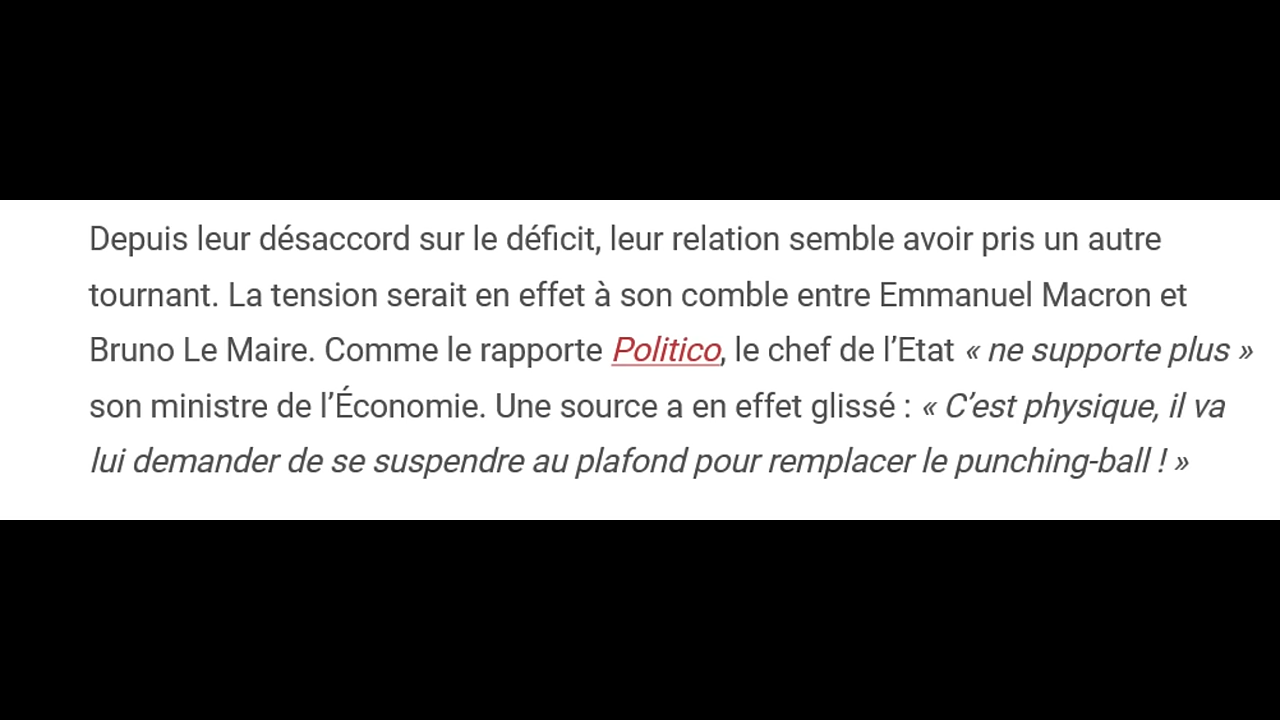 Depuis leur désaccord sur le déficit, leur relation semble avoir pris un autre
tournant. La tension serait en effet à son comble entre Emmanuel Macron et
Bruno Le Maire. Comme le rapporte Politico, le chef de l’Etat « ne supporte plus »
son ministre de l’Économie. Une source a en effet glissé : « C’est physique, il va
lui demander de se suspendre au plafond pour remplacer le punching-ball ! »